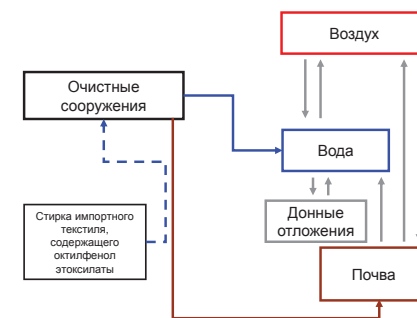 Воздух
Очистные
сооружения
Вода
Стирка импортного
текстиля,
содержащего
октилфенол
этоксилаты
Донные
отложения
Почва